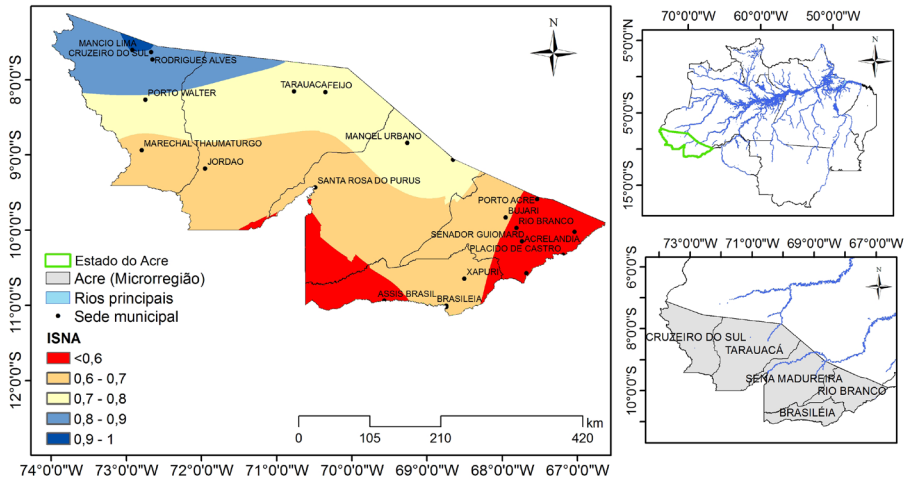 N
MANCIO LIMA
CRUZEIRO DO SUL
RODRIGUES ALVES
PORTO WALTER
TARAUACA
FEIJO
MANOEL URBANO
MARECHAL THAUMATURGO
JORDAO
SANTA ROSA DO PURUS
PORTO ACRE
BUJARI
RIO BRANCO
SENADOR GUIOMARD
ACRELANDIA
PLACIDO DE CASTRO
XAPURI
ASSIS BRASIL
BRASILEIA
8°0'0"S
9°0'0"S
10°0'0"S
11°0'0"S
12°0'0"S
Estado do Acre
Acre (Microrregião)
Rios principais
Sede municipal
ISNA
<0,6
0,6 - 0,7
0,7 - 0,8
0,8 - 0,9
0,9 - 1
km
0 105 210 420
74°0'0"W 73°0'0"W 72°0'0"W 71°0'0"W 70°0'0"W 69°0'0"W 68°0'0"W 67°0'0"W
70°0'0"W 60°0'0"W 50°0'0"W
N
5°0'0"N
5°0'0"S
15°0'0"S
73°0'0"W 71°0'0"W 69°0'0"W 67°0'0"W
N
6°0'0"S
8°0'0"S
10°0'0"S
CRUZEIRO DO SUL
TARAUACÁ
SENA MADUREIRA
RIO BRANCO
BRASILÉIA